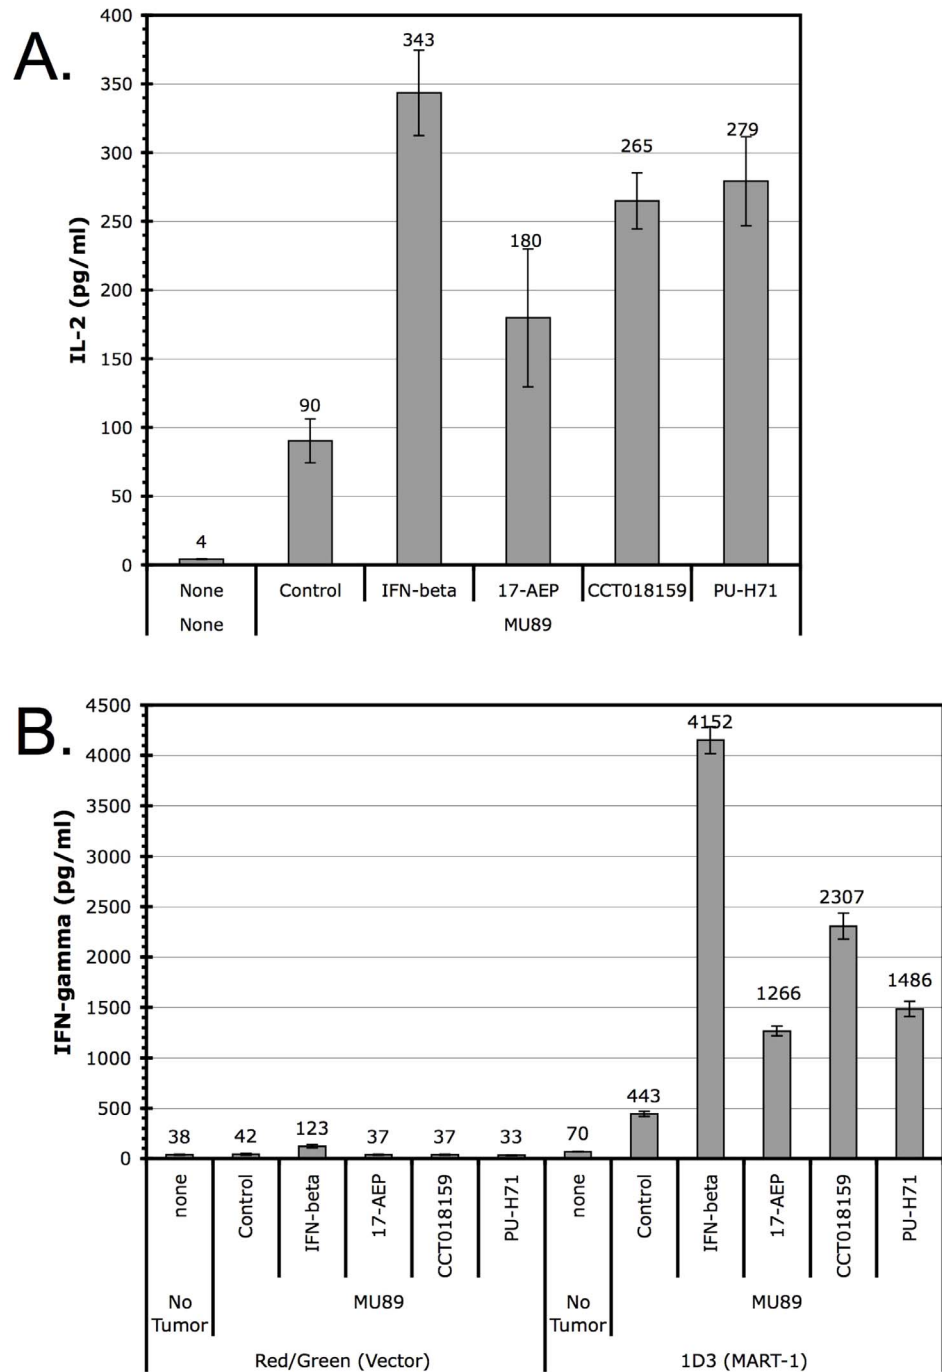 A.
400
350
300
250
200
150
100
50
0
IL-2 (pg/ml)
4
90
343
180
265
279
None
Control
IFN-beta
17-AEP
CCT018159
PU-H71
None
MU89
B.
4500
4000
3500
3000
2500
2000
1500
1000
500
0
IFN-gamma (pg/ml)
38
42
123
37
37
33
70
443
4152
1266
2307
1486
none
Control
IFN-beta
17-AEP
CCT018159
PU-H71
none
Control
IFN-beta
17-AEP
CCT018159
PU-H71
No
Tumor
MU89
No
Tumor
MU89
Red/Green (Vector)
1D3 (MART-1)